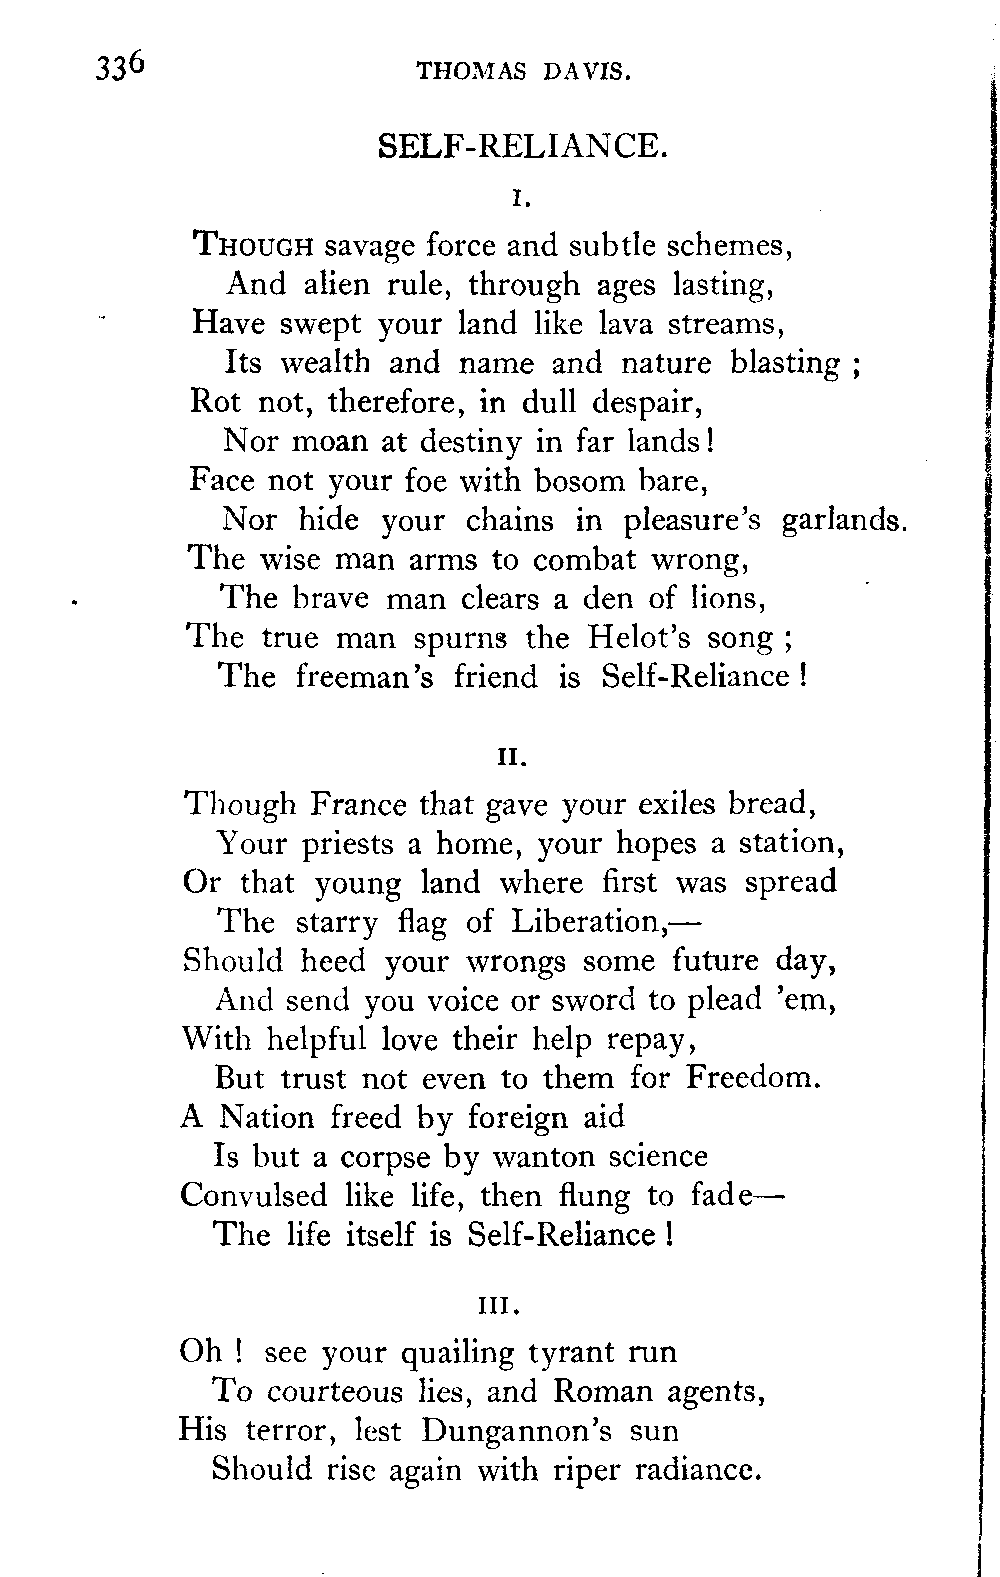 336
THOMAS DAVIS.
SELF-RELIANCE.
I.
THOUGH savage force and subtle schemes,
And alien rule, through ages lasting,
Have swept your land like lava streams,
Its wealth and name and nature blasting ;
Rot not, therefore, in dull despair,
Nor moan at destiny in far lands !
Face not your foe with bosom bare,
Nor hide your chains in pleasure's garlands.
The wise man arms to combat wrong,
The brave man clears a den of lions,
The true man spurns the Helot's song ;
The freeman's friend is Self-Reliance !
II.
Though France that gave your exiles bread,
Your priests a home, your hopes a station,
Or that young land where first was spread
The starry flag of Liberation,—
Should heed your wrongs some future day,
And send you voice or sword to plead 'em,
With helpful love their help repay,
But trust not even to them for Freedom.
A Nation freed by foreign aid
Is but a corpse by wanton science
Convulsed like life, then flung to fade—
The life itself is Self-Reliance !
III.
Oh ! see your quailing tyrant run
To courteous lies, and Roman agents,
His terror, lest Dungannon's sun
Should rise again with riper radiance.